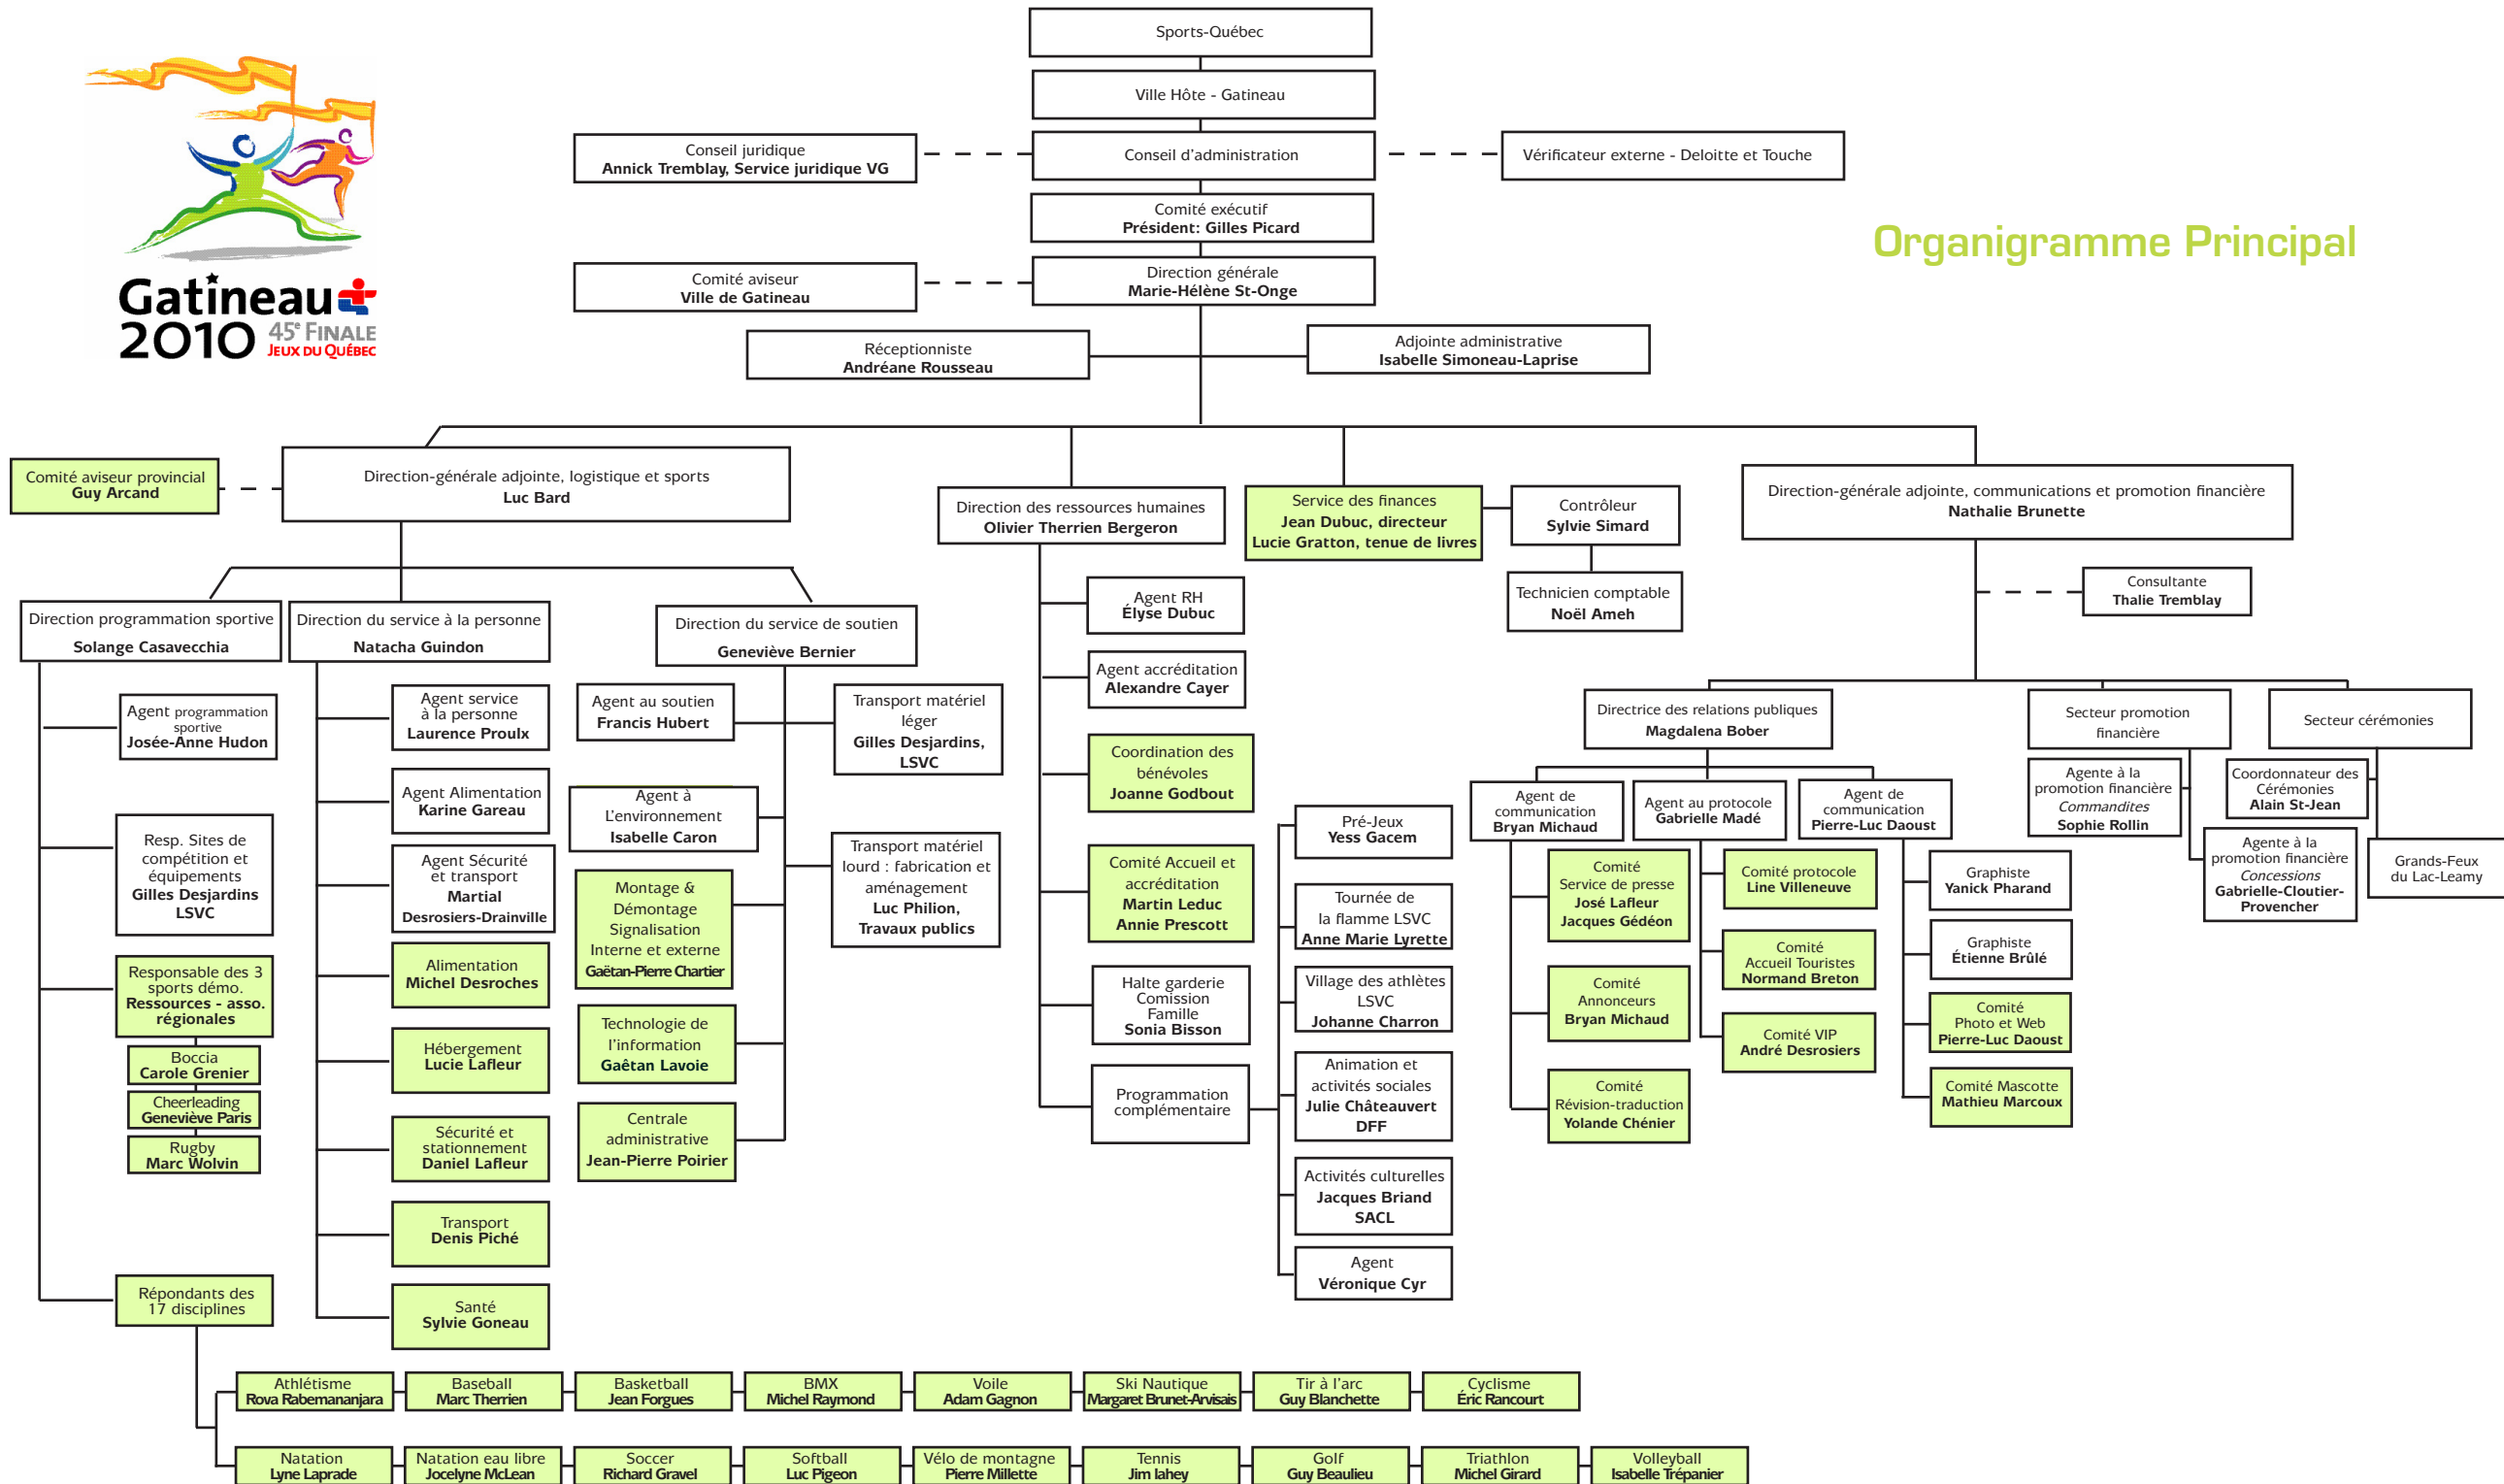 Sports-Québec
Ville Hôte - Gatineau
Conseil juridique
Annick Tremblay, Service juridique VG
Conseil d'administration
Vérificateur externe - Deloitte et Touche
Comité exécutif
Président: Gilles Picard
Organigramme Principal
Comité aviseur
Ville de Gatineau
Direction générale
Marie-Hélène St-Onge
Gatineau
2010 45e FINALE
JEUX DU QUÉBEC
Réceptionniste
Andréane Rousseau
Adjointe administrative
Isabelle Simoneau-Laprise
Comité aviseur provincial
Guy Arcand
Direction-générale adjointe, logistique et sports
Luc Bard
Direction des ressources humaines
Olivier Therrien Bergeron
Service des finances
Jean Dubuc, directeur
Lucie Gratton, tenue de livres
Contrôleur
Sylvie Simard
Technicien comptable
Noël Ameh
Direction-générale adjointe, communications et promotion financière
Nathalie Brunette
Consultante
Thalie Tremblay
Direction programmation sportive
Solange Casavecchia
Direction du service à la personne
Natacha Guindon
Direction du service de soutien
Geneviève Bernier
Agent programmation
sportive
Josée-Anne Hudon
Resp. Sites de
compétition et
équipements
Gilles Desjardins
LSVC
Responsable des 3
sports démo.
Ressources - asso.
régionales
Boccia
Carole Grenier
Cheerleading
Geneviève Paris
Rugby
Marc Wolvin
Répondants des
17 disciplines
Agent service
à la personne
Laurence Proulx
Agent Alimentation
Karine Gareau
Agent Sécurité
et transport
Martial
Desrosiers-Drainville
Alimentation
Michel Desroches
Hébergement
Lucie Lafleur
Sécurité et
stationnement
Daniel Lafleur
Transport
Denis Piché
Santé
Sylvie Goneau
Agent au soutien
Francis Hubert
Agent à
L'environnement
Isabelle Caron
Montage &
Démontage
Signalisation
Interne et externe
Gaëtan-Pierre Chartier
Technologie de
l'information
Gaêtan Lavoie
Centrale
administrative
Jean-Pierre Poirier
Transport matériel
léger
Gilles Desjardins,
LSVC
Transport matériel
lourd : fabrication et
aménagement
Luc Philion,
Travaux publics
Agent RH
Élyse Dubuc
Agent accréditation
Alexandre Cayer
Coordination des
bénévoles
Joanne Godbout
Comité Accueil et
accréditation
Martin Leduc
Annie Prescott
Halte garderie
Comission
Famille
Sonia Bisson
Programmation
complémentaire
Pré-Jeux
Yess Gacem
Tournée de
la flamme LSVC
Anne Marie Lyrette
Village des athlètes
LSVC
Johanne Charron
Animation et
activités sociales
Julie Châteauvert
DFF
Activités culturelles
Jacques Briand
SACL
Agent
Véronique Cyr
Directrice des relations publiques
Magdalena Bober
Secteur promotion
financière
Secteur cérémonies
Agent de
communication
Bryan Michaud
Agent au protocole
Gabrielle Madé
Agent de
communication
Pierre-Luc Daoust
Agente à la
promotion financière
Commandites
Sophie Rollin
Coordonnateur des
Cérémonies
Alain St-Jean
Agente à la
promotion financière
Concessions
Gabrielle-Cloutier-
Provencher
Grands-Feux
du Lac-Leamy
Comité
Service de presse
José Lafleur
Jacques Gédéon
Comité
Annonceurs
Bryan Michaud
Comité
Révision-traduction
Yolande Chénier
Comité protocole
Line Villeneuve
Comité
Accueil Touristes
Normand Breton
Comité VIP
André Desrosiers
Graphiste
Yanick Pharand
Graphiste
Étienne Brûlé
Comité
Photo et Web
Pierre-Luc Daoust
Comité Mascotte
Mathieu Marcoux
Athlétisme
Rova Rabemananjara
Baseball
Marc Therrien
Basketball
Jean Forgues
BMX
Michel Raymond
Voile
Adam Gagnon
Ski Nautique
Margaret Brunet-Arvisais
Tir à l'arc
Guy Blanchette
Cyclisme
Éric Rancourt
Natation
Lyne Laprade
Natation eau libre
Jocelyne McLean
Soccer
Richard Gravel
Softball
Luc Pigeon
Vélo de montagne
Pierre Millette
Tennis
Jim lahey
Golf
Guy Beaulieu
Triathlon
Michel Girard
Volleyball
Isabelle Trépanier